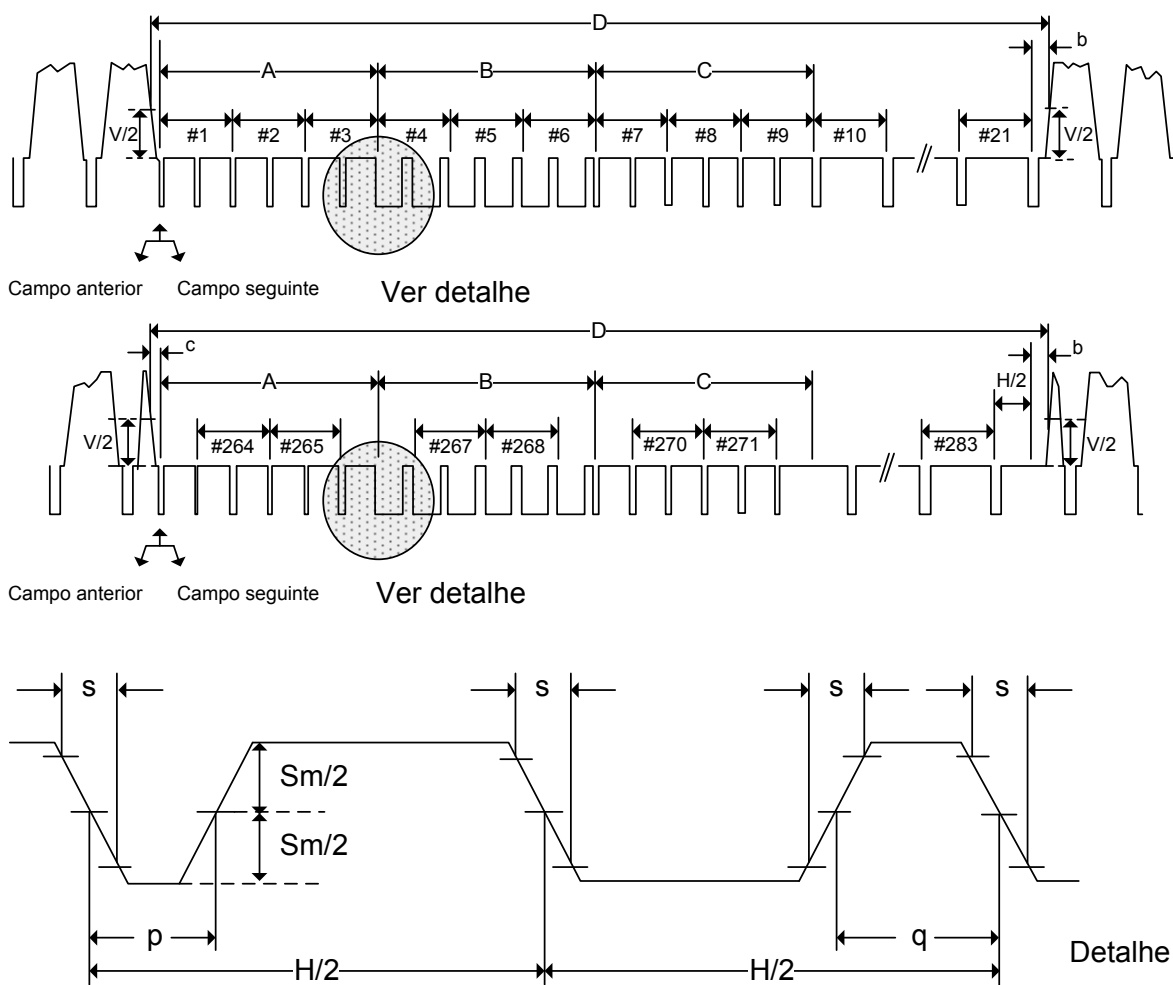 D
b
A B C
V/2 #1 #2 #3 #4 #5 #6 #7 #8 #9 #10 #21 V/2
Campo anterior Campo seguinte Ver detalhe
D
c b
A B C H/2
V/2 #264 #265 #267 #268 #270 #271 #283 V/2
Campo anterior Campo seguinte Ver detalhe
s s s s
Sm/2
Sm/2
p q
Detalhe
H/2 H/2